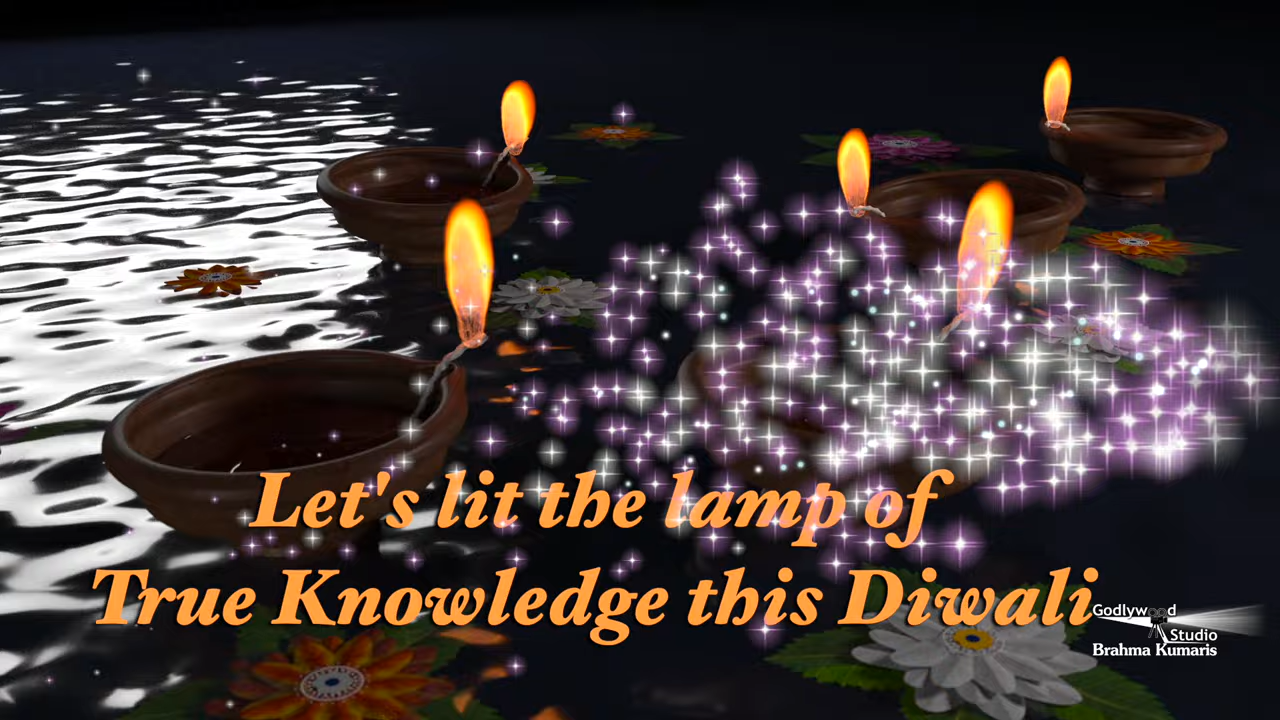 Let's lit the lamp of
True Knowledge this Diwali
Godlywood
Studio
Brahma Kumaris